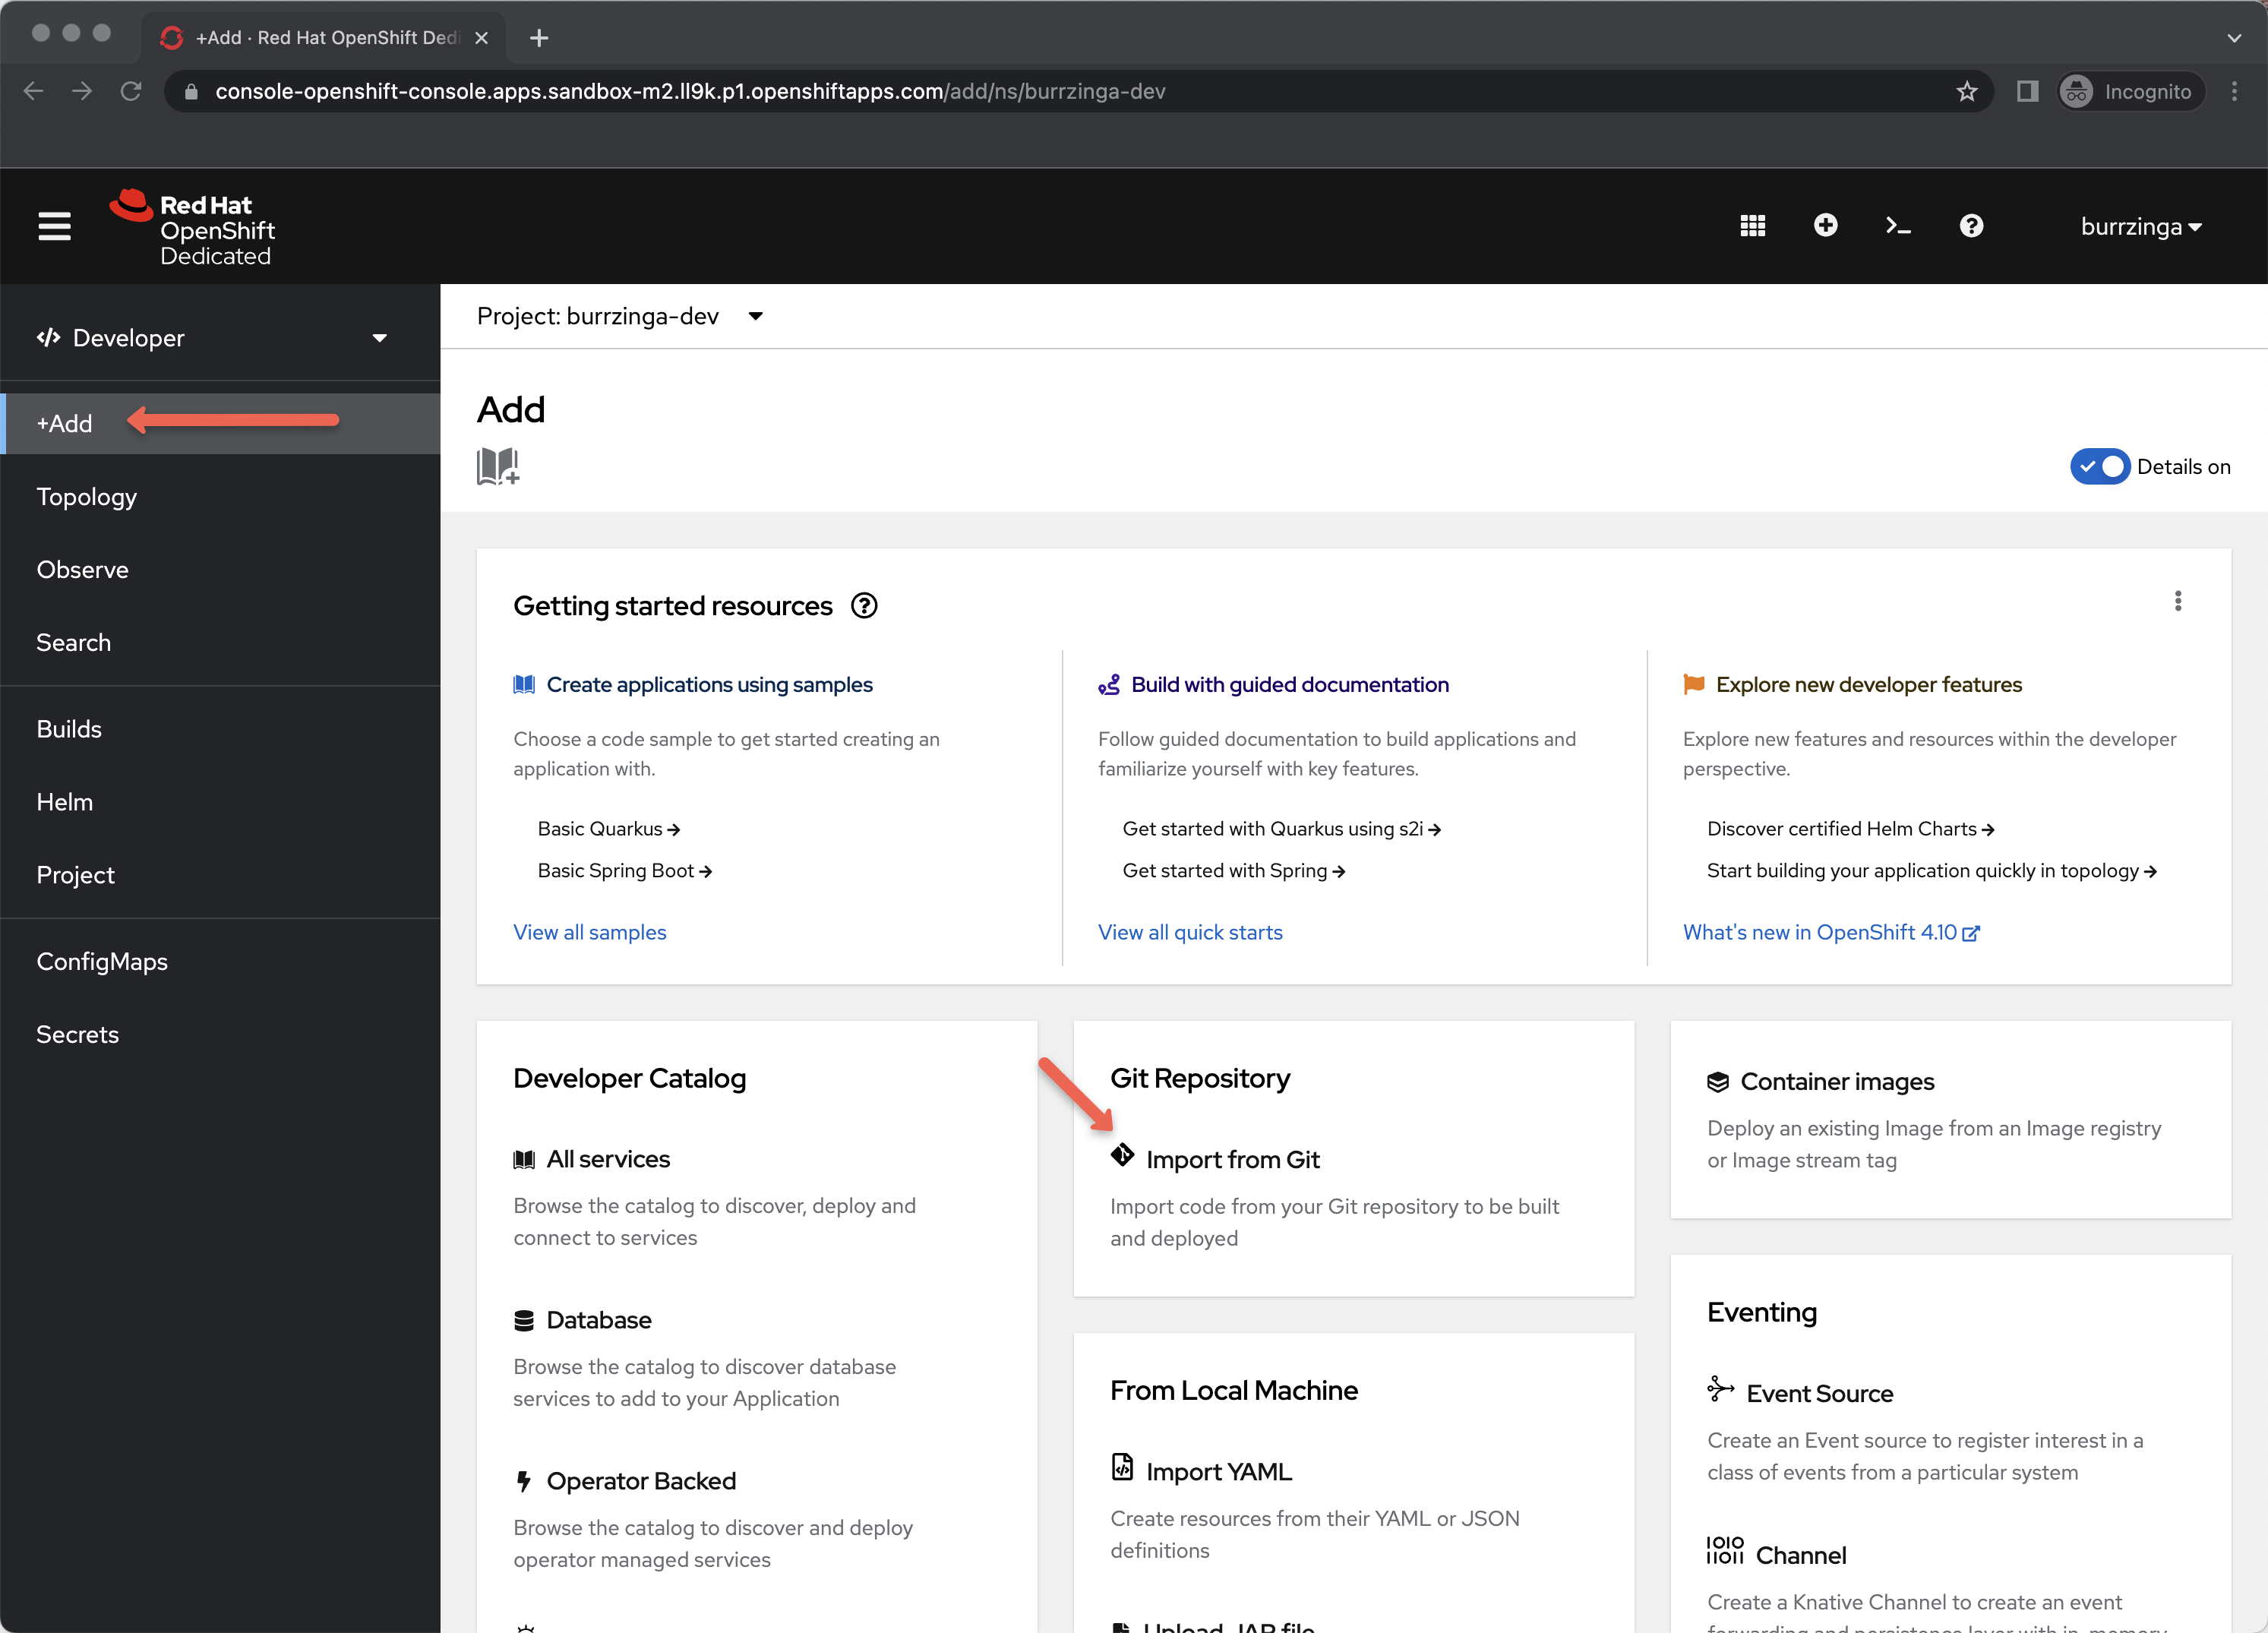 +Add · Red Hat OpenShift Dedi
console-openshift-console.apps.sandbox-m2.ll9k.p1.openshiftapps.com/add/ns/burrzinga-dev
Incognito
Red Hat
OpenShift
Dedicated
burrzinga
Developer
+Add
Topology
Observe
Search
Builds
Helm
Project
ConfigMaps
Secrets
Project: burrzinga-dev
Add
Details on
Getting started resources
Create applications using samples
Choose a code sample to get started creating an
application with.
Basic Quarkus
Basic Spring Boot
View all samples
Build with guided documentation
Follow guided documentation to build applications and
familiarize yourself with key features.
Get started with Quarkus using s2i
Get started with Spring
View all quick starts
Explore new developer features
Explore new features and resources within the developer
perspective.
Discover certified Helm Charts
Start building your application quickly in topology
What's new in OpenShift 4.10
Developer Catalog
All services
Browse the catalog to discover, deploy and
connect to services
Database
Browse the catalog to discover database
services to add to your Application
Operator Backed
Browse the catalog to discover and deploy
operator managed services
Git Repository
Import from Git
Import code from your Git repository to be built
and deployed
From Local Machine
Import YAML
Create resources from their YAML or JSON
definitions
Upload JAR file
Container images
Deploy an existing Image from an Image registry
or Image stream tag
Eventing
Event Source
Create an Event source to register interest in a
class of events from a particular system
Channel
Create a Knative Channel to create an event
forwarding and persistence layer with in-memory